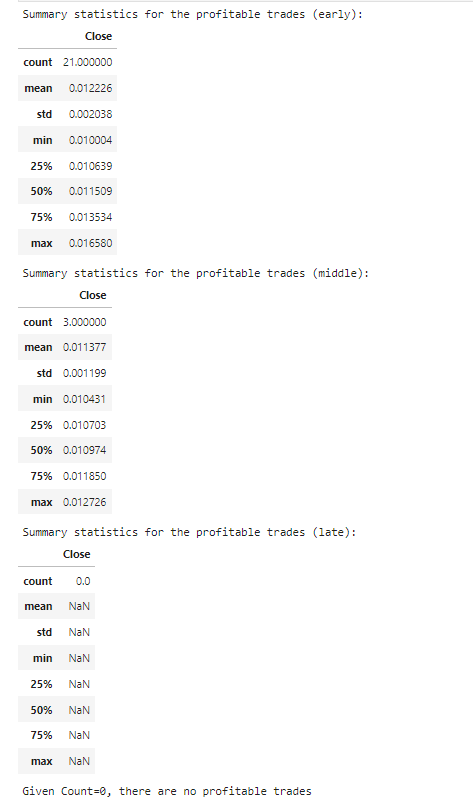 Summary statistics for the profitable trades (early):
Close
count 21.000000
mean 0.012226
std 0.002038
min 0.010004
25% 0.010639
50% 0.011509
75% 0.013534
max 0.016580
Summary statistics for the profitable trades (middle):
Close
count 3.000000
mean 0.011377
std 0.001199
min 0.010431
25% 0.010703
50% 0.010974
75% 0.011850
max 0.012726
Summary statistics for the profitable trades (late):
Close
count 0.0
mean NaN
std NaN
min NaN
25% NaN
50% NaN
75% NaN
max NaN
Given Count=0, there are no profitable trades